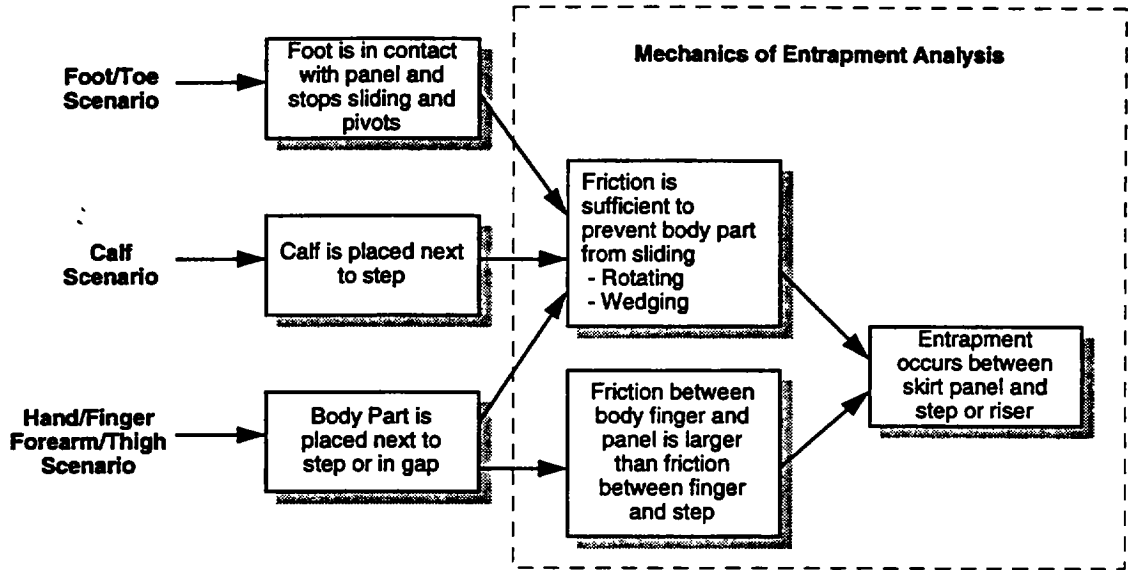 Mechanics of Entrapment Analysis
Foot/Toe
Scenario
Foot is in contact
with panel and
stops sliding and
pivots
Calf
Scenario
Calf is placed next
to step
Hand/Finger
Forearm/Thigh
Scenario
Body Part is
placed next to
step or in gap
Friction is
sufficient to
prevent body part
from sliding
- Rotating
- Wedging
Friction between
body finger and
panel is larger
than friction
between finger
and step
Entrapment
occurs between
skirt panel and
step or riser